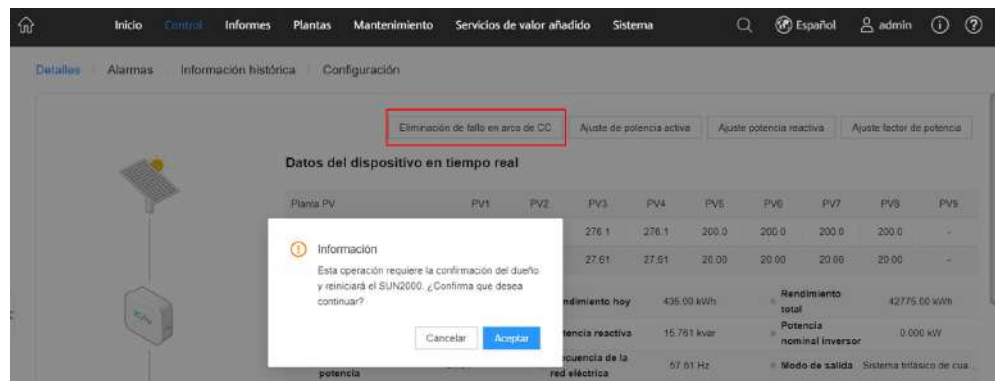 Inicio Control Informes Plantas Mantenimiento Servicios de valor añadido Sistema Español admin
Detalles Alarmas Información histórica Configuración
Eliminación de fallo en arco de CC Ajuste de potencia activa Ajuste potencia reactiva Ajuste factor de potencia
Datos del dispositivo en tiempo real
Planta PV PV1 PV2 PV3 PV4 PV5 PV6 PV7 PV8 PV9
276.1 276.1 200.0 200.0 200.0 200.0 -
27.61 27.61 20.00 20.00 20.00 20.00 -
Información
Esta operación requiere la confirmación del dueño
y reiniciará el SUN2000. ¿Confirma que desea
continuar?
Cancelar Aceptar
ndimiento hoy 435.00 kWh Rendimiento
total 42775.00 kWh
tencia reactiva 15.761 kvar Potencia
nominal inversor 0.000 kW
potencia
ecuencia de la
red eléctrica 57.61 Hz Modo de salida Sistema trifásico de cua...